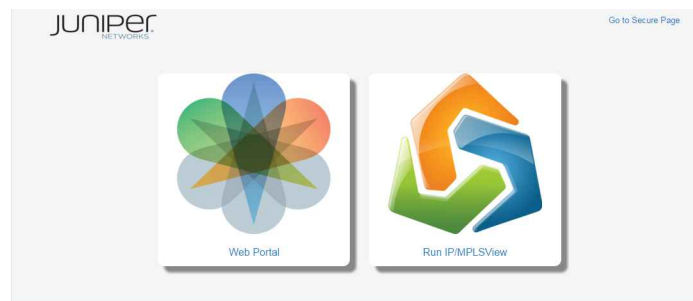 JUNIPEr
NETWORKS
Go to Secure Page
Web Portal
Run IP/MPLSView